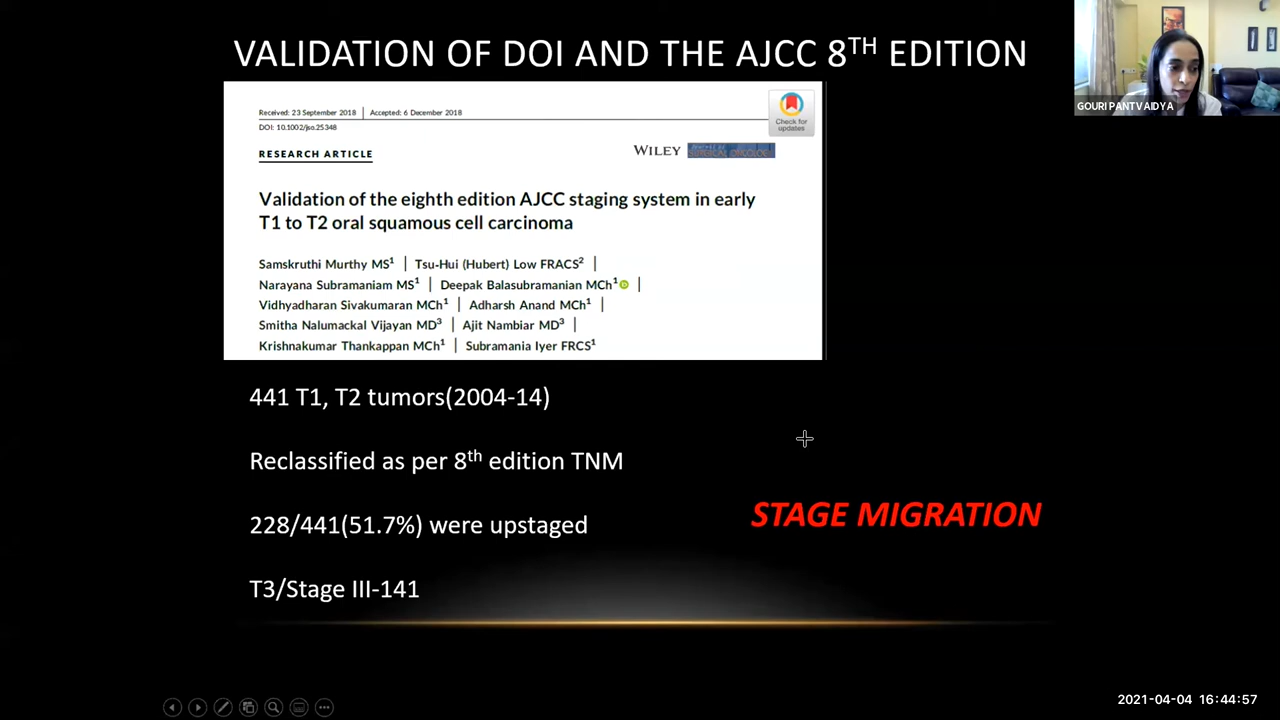 VALIDATION OF DOI AND THE AJCC 8TH EDITION
GOURI PANTVAIDYA
Received: 23 September 2018 | Accepted: 6 December 2018
DOI: 10.1002/jso.25348
Check for
updates
RESEARCH ARTICLE
WILEY
Validation of the eighth edition AJCC staging system in early
T1 to T2 oral squamous cell carcinoma
Samskruthi Murthy MS1 | Tsu‐Hui (Hubert) Low FRACS2 |
Narayana Subramaniam MS1 | Deepak Balasubramanian MCh1 iD |
Vidhyadharan Sivakumaran MCh1 | Adharsh Anand MCh1 |
Smitha Nalumackal Vijayan MD3 | Ajit Nambiar MD3 |
Krishnakumar Thankappan MCh1 | Subramania Iyer FRCS1
441 T1, T2 tumors(2004-14)
Reclassified as per 8th edition TNM
228/441(51.7%) were upstaged
STAGE MIGRATION
T3/Stage III-141
2021-04-04 16:44:57